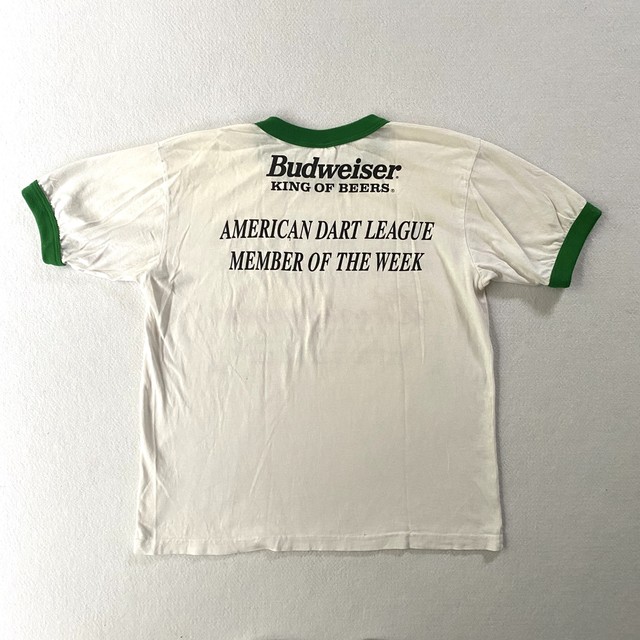 Budweiser®
KING OF BEERS®
AMERICAN DART LEAGUE
MEMBER OF THE WEEK